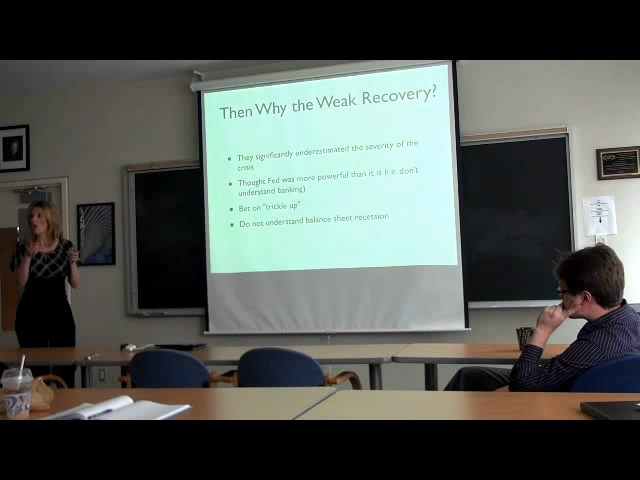 Then Why the Weak Recovery?
• They significantly underestimated the severity of the
crisis
• Thought Fed was more powerful than it is (i.e. don't
understand banking)
• Bet on "trickle up"
• Do not understand balance sheet recession